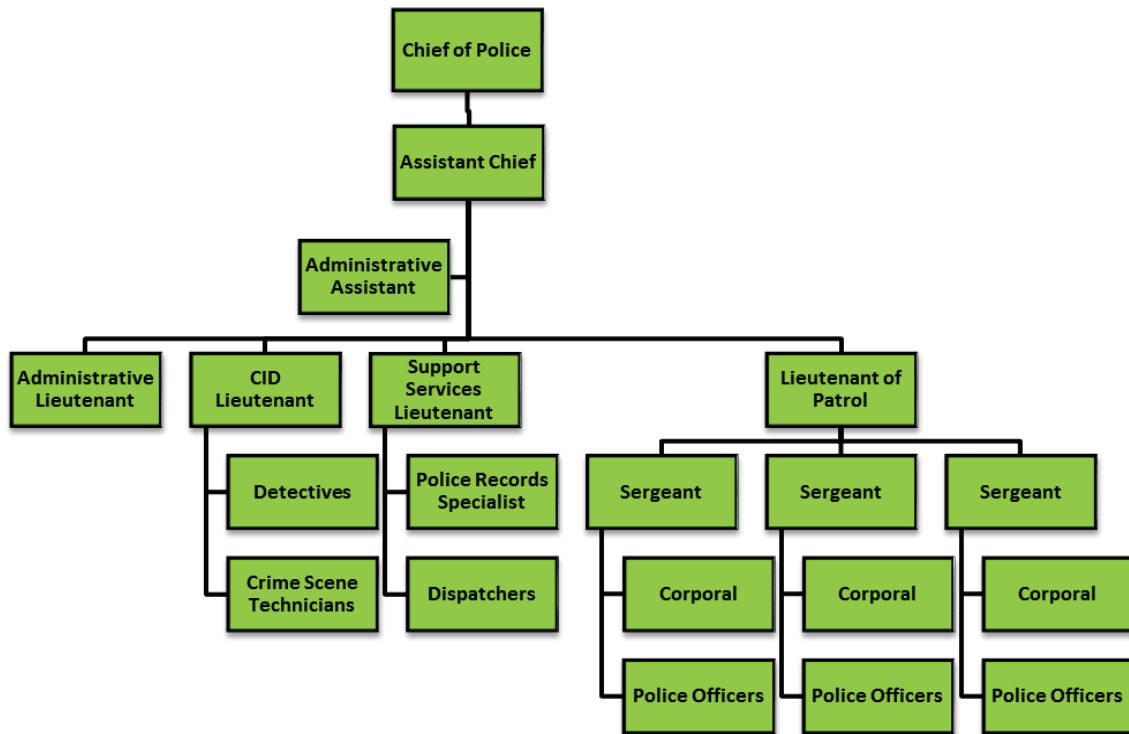 Chief of Police
Assistant Chief
Administrative
Assistant
Administrative
Lieutenant
CID
Lieutenant
Support
Services
Lieutenant
Lieutenant of
Patrol
Detectives
Police Records
Specialist
Sergeant
Sergeant
Sergeant
Crime Scene
Technicians
Dispatchers
Corporal
Corporal
Corporal
Police Officers
Police Officers
Police Officers